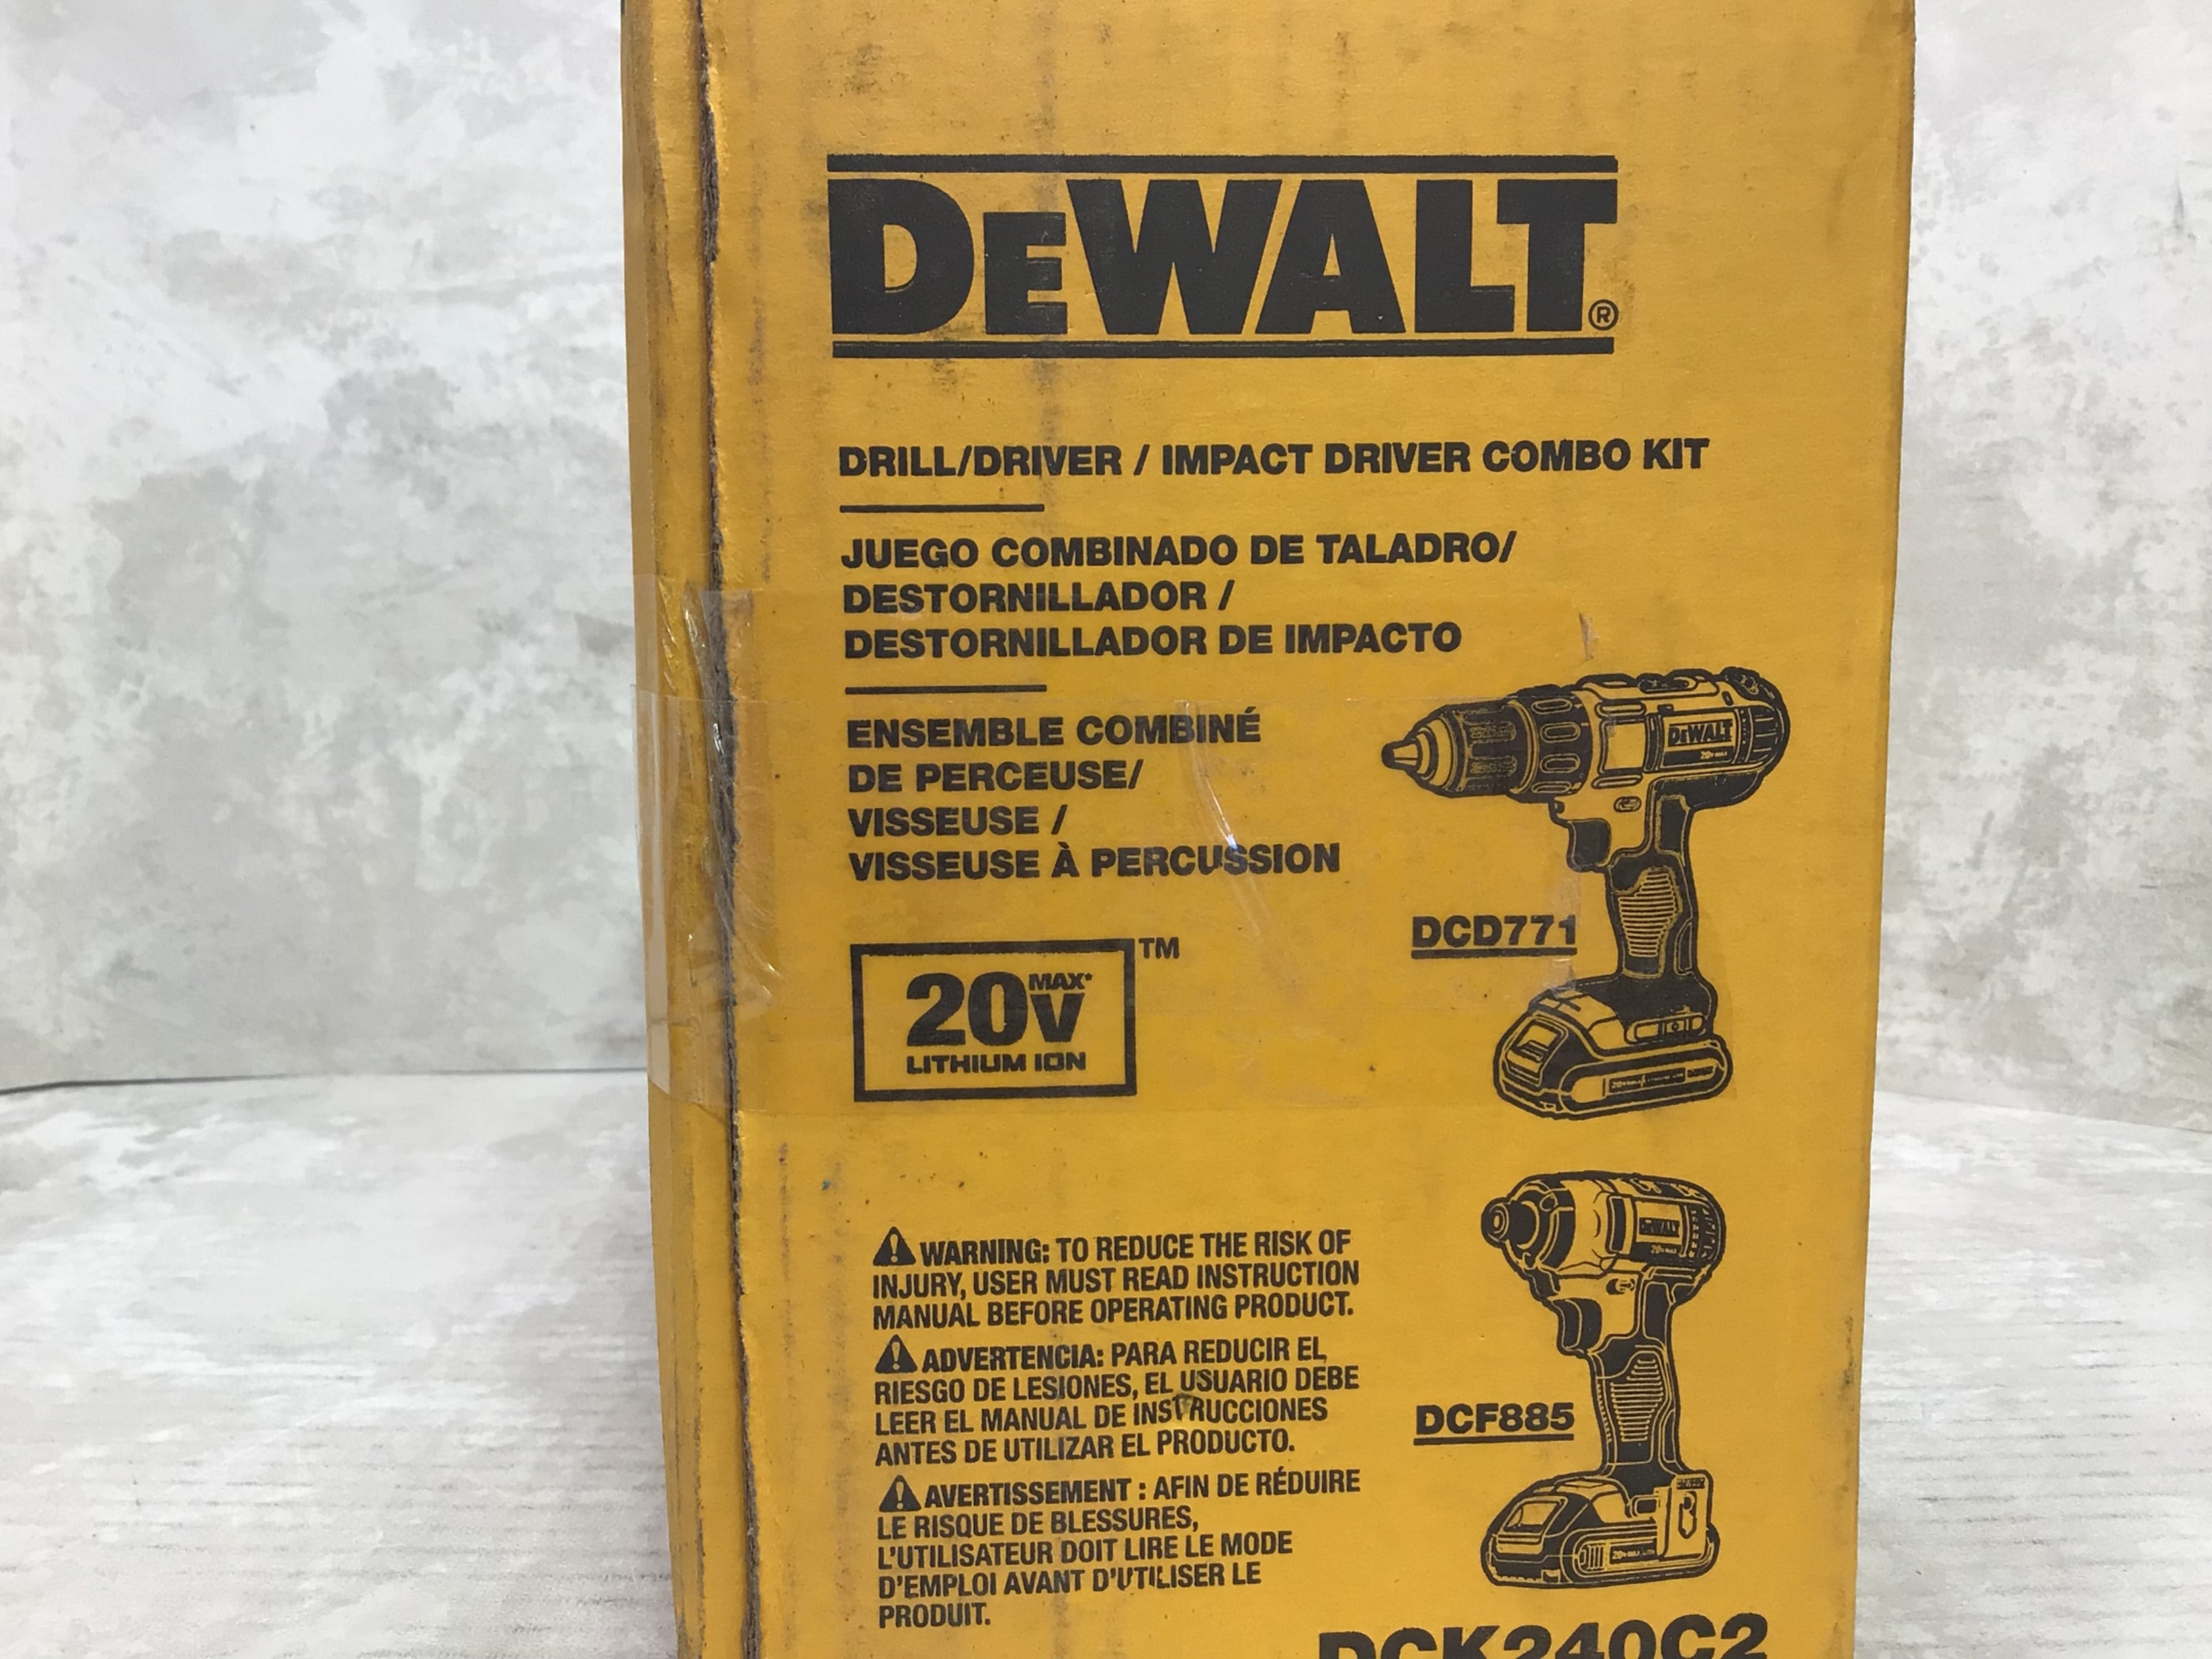 DEWALT®
DRILL/DRIVER / IMPACT DRIVER COMBO KIT
JUEGO COMBINADO DE TALADRO/
DESTORNILLADOR /
DESTORNILLADOR DE IMPACTO
ENSEMBLE COMBINÉ
DE PERCEUSE/
VISSEUSE /
VISSEUSE À PERCUSSION
DEWALT
20V MAX
DCD771
20V MAX* TM
LITHIUM ION
WARNING: TO REDUCE THE RISK OF
INJURY, USER MUST READ INSTRUCTION
MANUAL BEFORE OPERATING PRODUCT.
ADVERTENCIA: PARA REDUCIR EL
RIESGO DE LESIONES, EL USUARIO DEBE
LEER EL MANUAL DE INSTRUCCIONES
ANTES DE UTILIZAR EL PRODUCTO.
AVERTISSEMENT : AFIN DE RÉDUIRE
LE RISQUE DE BLESSURES,
L'UTILISATEUR DOIT LIRE LE MODE
D'EMPLOI AVANT D'UTILISER LE
PRODUIT.
DEWALT
20V MAX
DCF885
DCK240C2